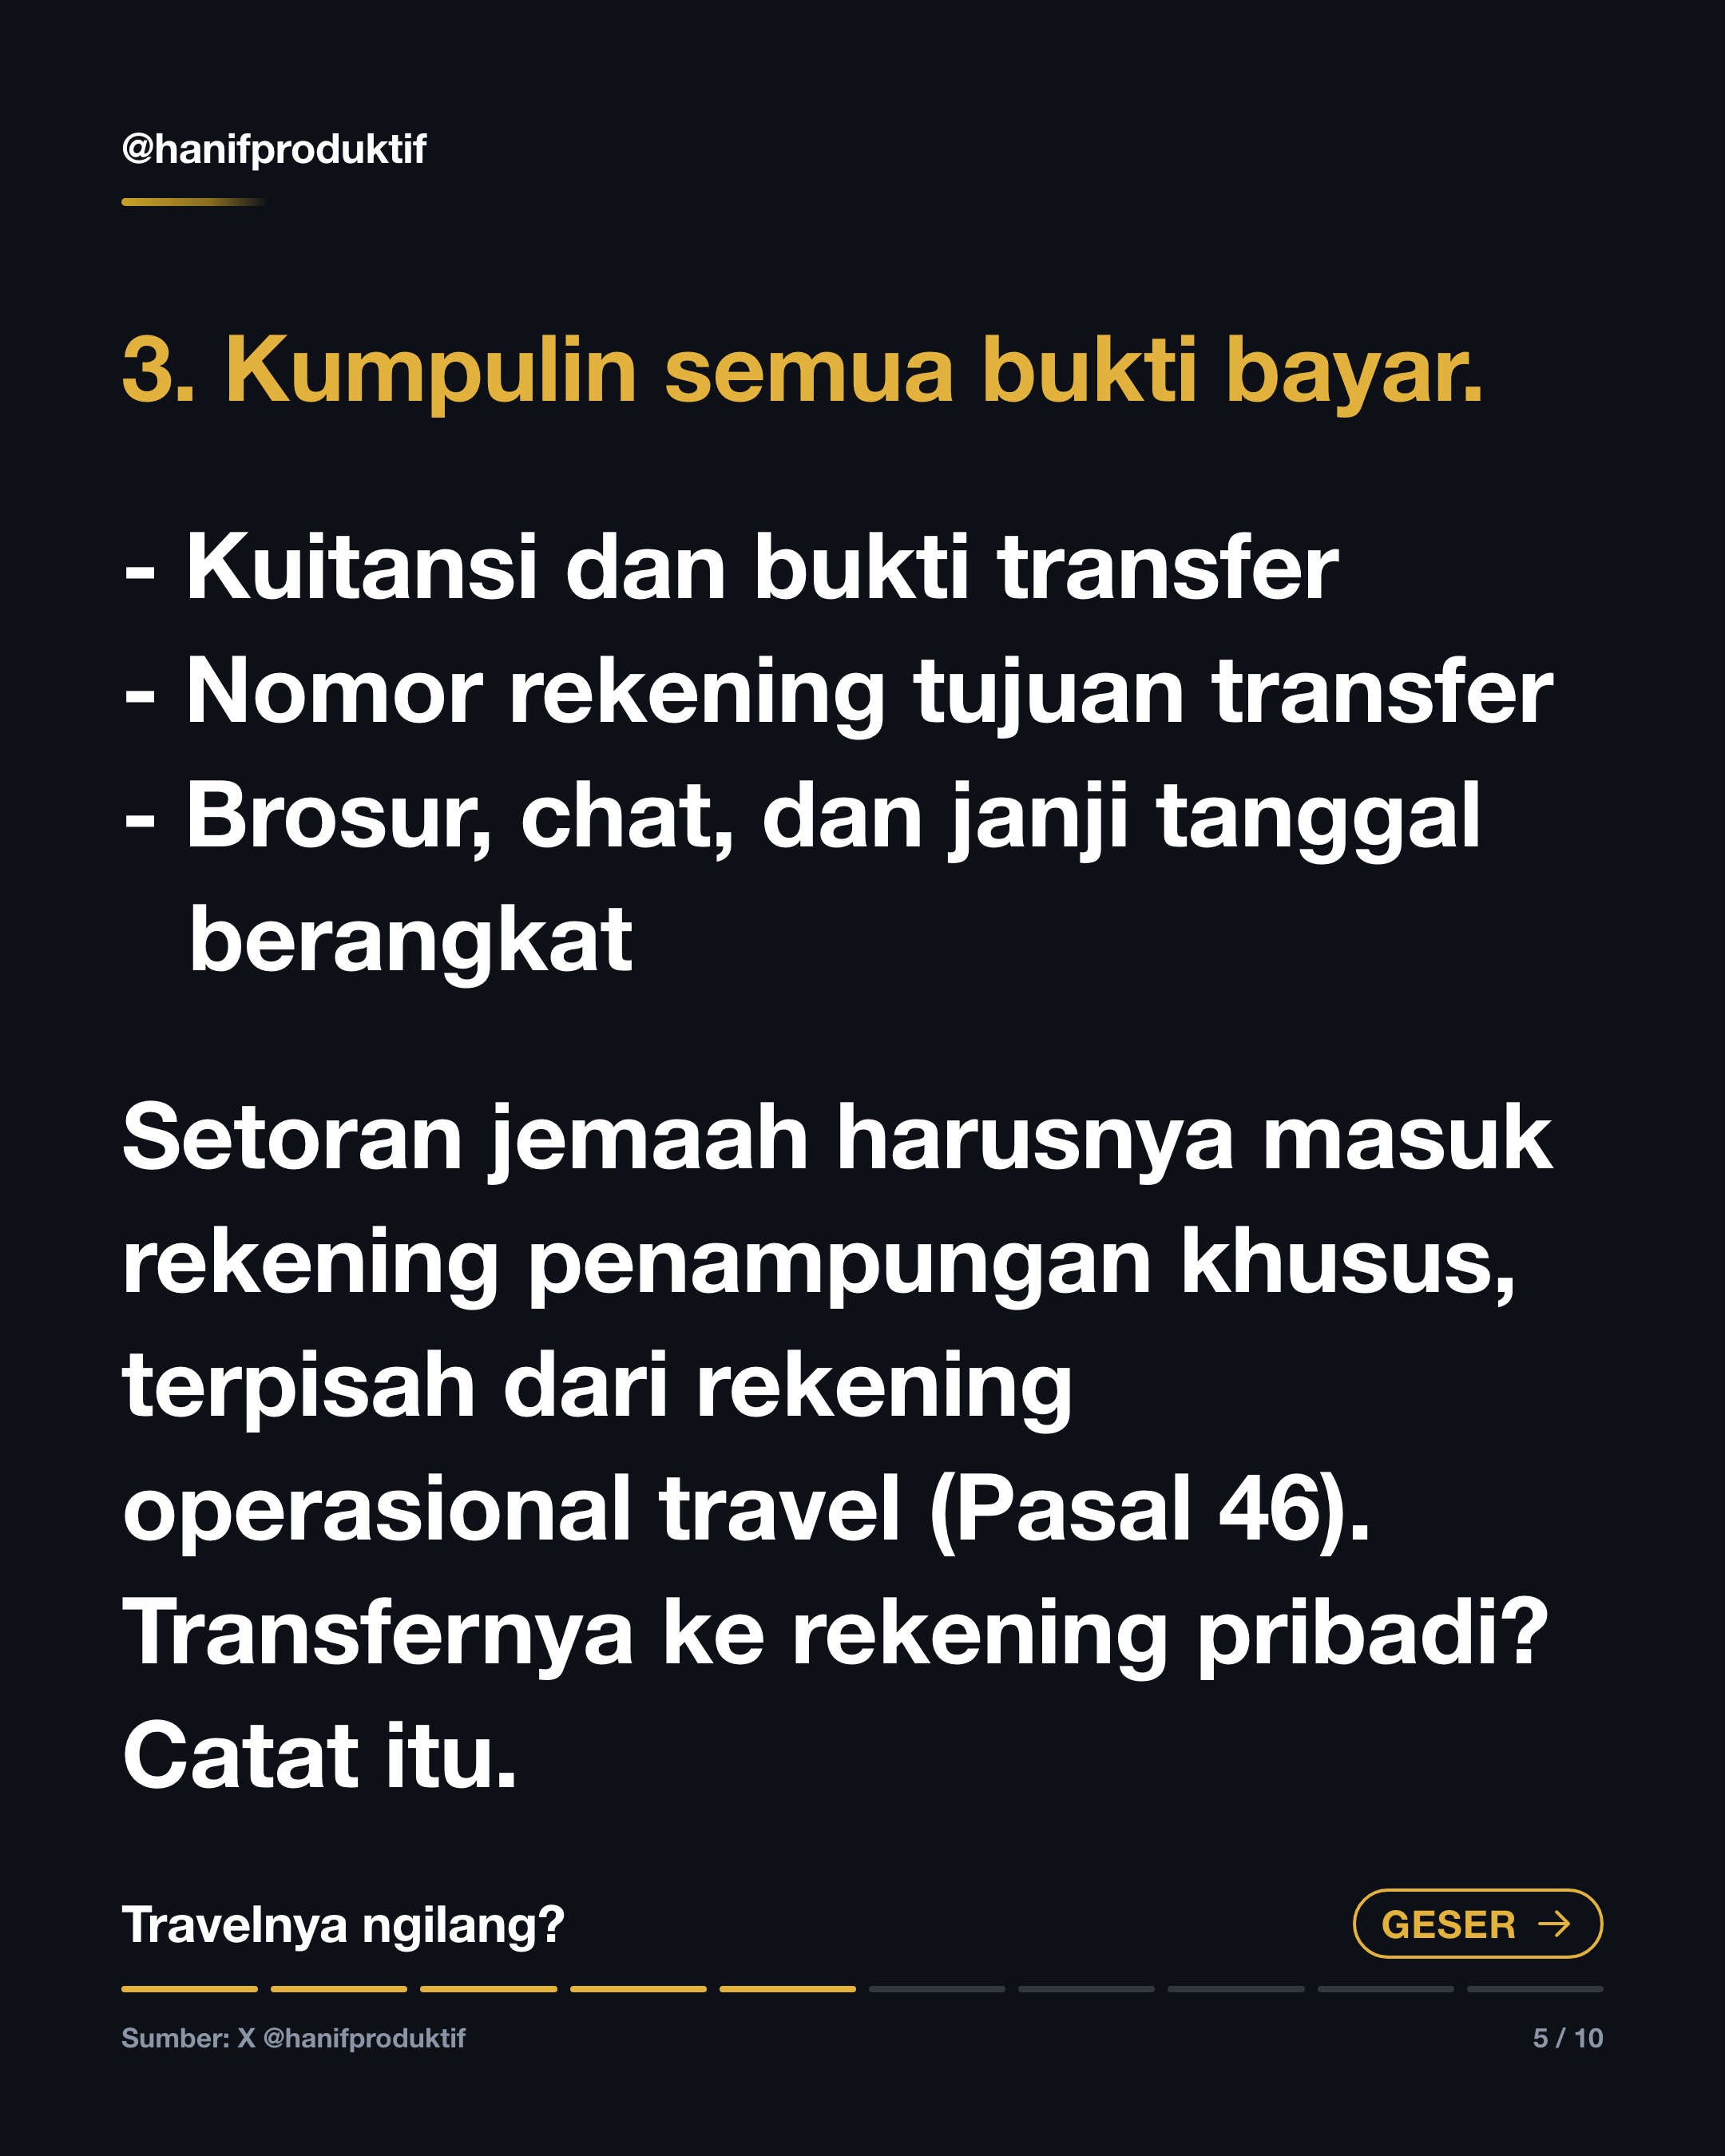 @hanifproduktif
3. Kumpulin semua bukti bayar.
- Kuitansi dan bukti transfer
- Nomor rekening tujuan transfer
- Brosur, chat, dan janji tanggal
berangkat
Setoran jemaah harusnya masuk
rekening penampungan khusus,
terpisah dari rekening
operasional travel (Pasal 46).
Transfernya ke rekening pribadi?
Catat itu.
Travelnya ngilang?
GESER →
Sumber: X @hanifproduktif
5 / 10